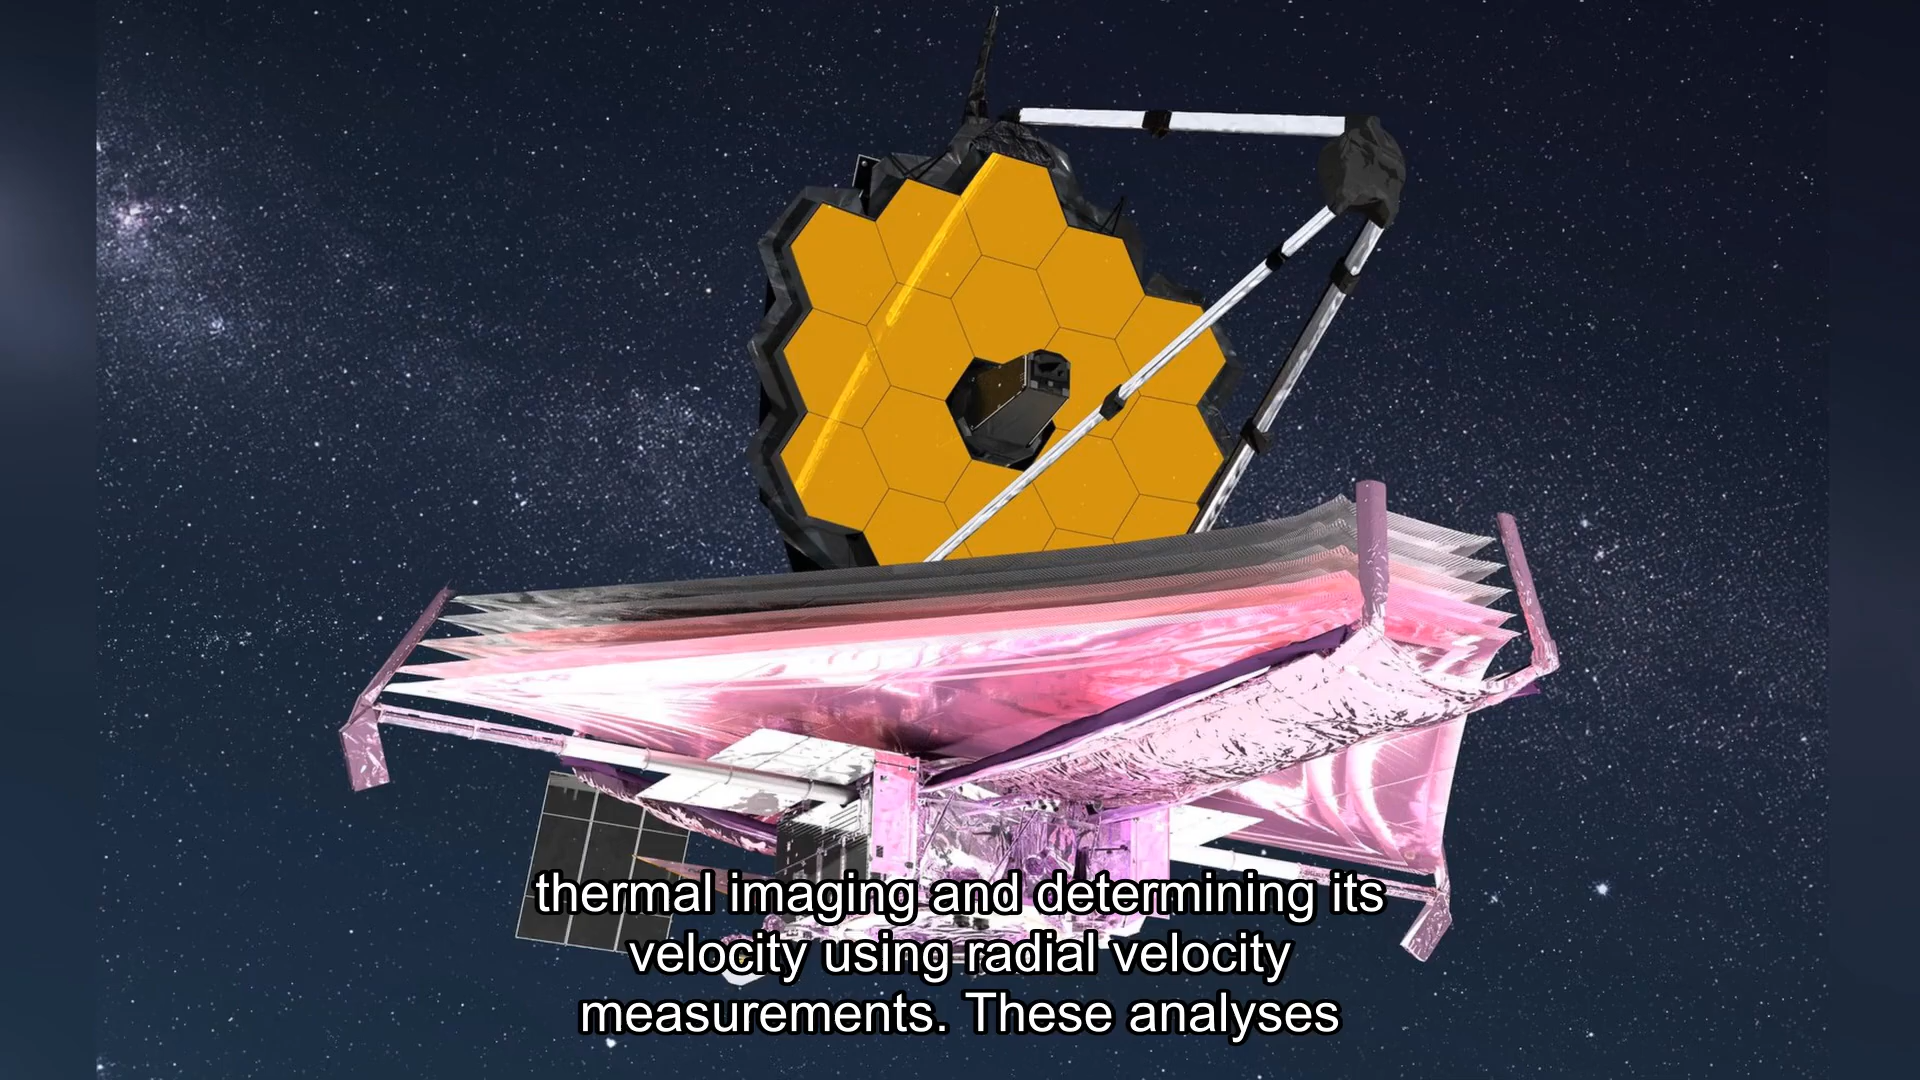 thermal imaging and determining its
velocity using radial velocity
measurements. These analyses